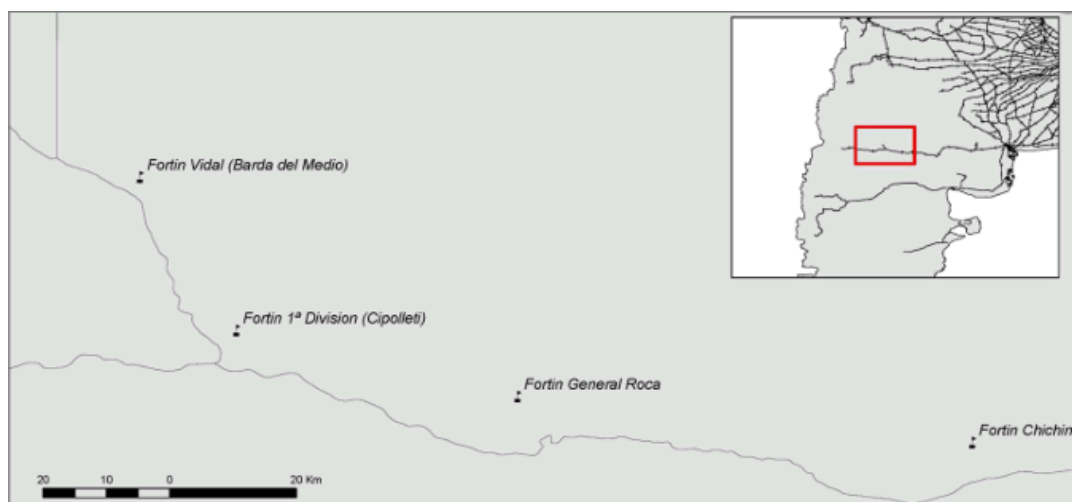 Fortin Vidal (Barda del Medio)
Fortin 1ª Division (Cipolleti)
Fortin General Roca
Fortin Chichin
20 10 0 20 Km